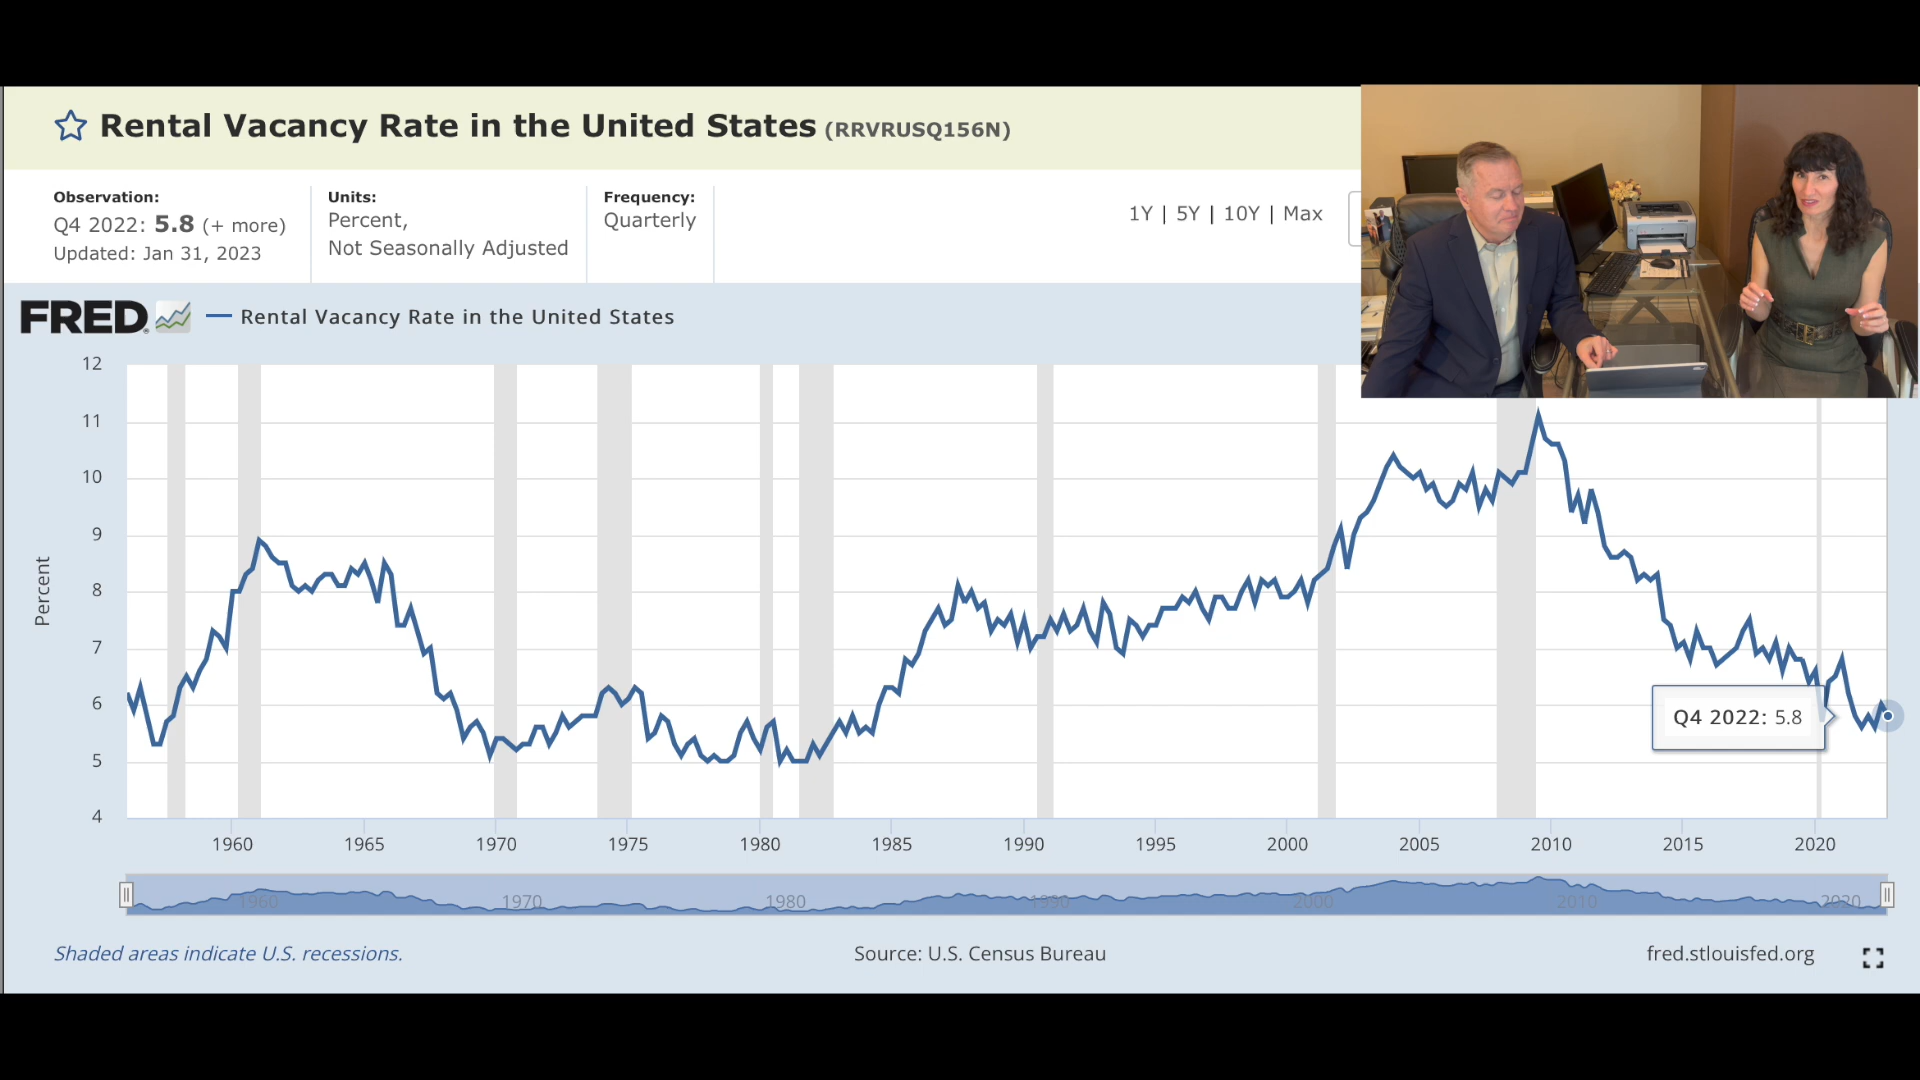 Rental Vacancy Rate in the United States (RRVRUSQ156N)
Observation:
Q4 2022: 5.8 (+ more)
Updated: Jan 31, 2023
Units:
Percent,
Not Seasonally Adjusted
Frequency:
Quarterly
1Y | 5Y | 10Y | Max
FRED
Rental Vacancy Rate in the United States
Percent
12
11
10
9
8
7
6
5
4
Q4 2022: 5.8
1960 1965 1970 1975 1980 1985 1990 1995 2000 2005 2010 2015 2020
1960 1970 1980 1990 2000 2010 2020
Shaded areas indicate U.S. recessions.
Source: U.S. Census Bureau
fred.stlouisfed.org